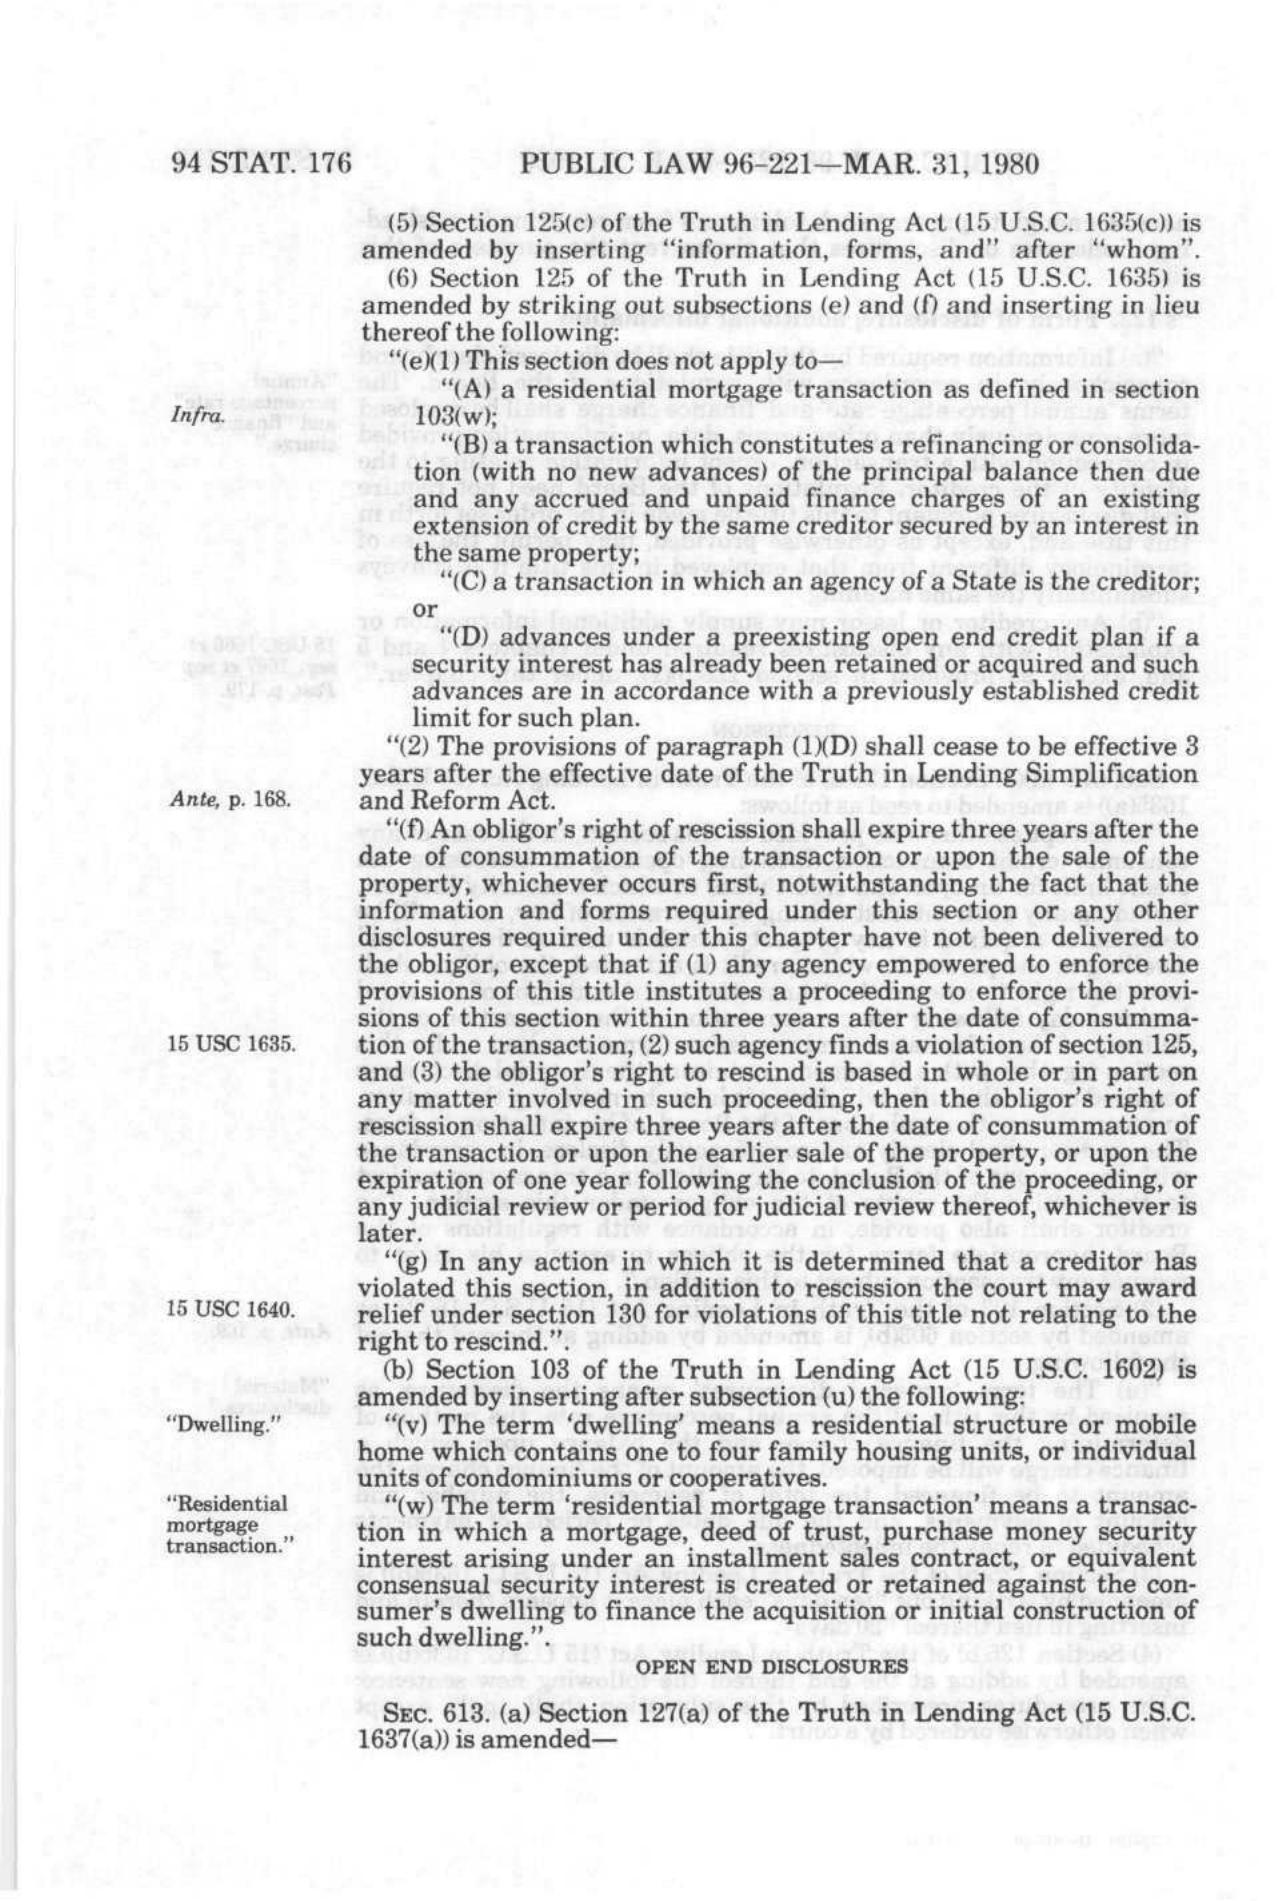 94 STAT. 176
PUBLIC LAW 96-221—MAR. 31, 1980
(5) Section 125(c) of the Truth in Lending Act (15 U.S.C. 1635(c)) is
amended by inserting “information, forms, and” after “whom”.
(6) Section 125 of the Truth in Lending Act (15 U.S.C. 1635) is
amended by striking out subsections (e) and (f) and inserting in lieu
thereof the following:
“(e)(1) This section does not apply to—
“(A) a residential mortgage transaction as defined in section
Infra.
103(w);
“(B) a transaction which constitutes a refinancing or consolida-
tion (with no new advances) of the principal balance then due
and any accrued and unpaid finance charges of an existing
extension of credit by the same creditor secured by an interest in
the same property;
“(C) a transaction in which an agency of a State is the creditor;
or
“(D) advances under a preexisting open end credit plan if a
security interest has already been retained or acquired and such
advances are in accordance with a previously established credit
limit for such plan.
“(2) The provisions of paragraph (1)(D) shall cease to be effective 3
years after the effective date of the Truth in Lending Simplification
Ante, p. 168.
and Reform Act.
“(f) An obligor's right of rescission shall expire three years after the
date of consummation of the transaction or upon the sale of the
property, whichever occurs first, notwithstanding the fact that the
information and forms required under this section or any other
disclosures required under this chapter have not been delivered to
the obligor, except that if (1) any agency empowered to enforce the
provisions of this title institutes a proceeding to enforce the provi-
sions of this section within three years after the date of consumma-
15 USC 1635.
tion of the transaction, (2) such agency finds a violation of section 125,
and (3) the obligor's right to rescind is based in whole or in part on
any matter involved in such proceeding, then the obligor's right of
rescission shall expire three years after the date of consummation of
the transaction or upon the earlier sale of the property, or upon the
expiration of one year following the conclusion of the proceeding, or
any judicial review or period for judicial review thereof, whichever is
later.
“(g) In any action in which it is determined that a creditor has
violated this section, in addition to rescission the court may award
15 USC 1640.
relief under section 130 for violations of this title not relating to the
right to rescind.”.
(b) Section 103 of the Truth in Lending Act (15 U.S.C. 1602) is
amended by inserting after subsection (u) the following:
“Dwelling.”
“(v) The term ‘dwelling’ means a residential structure or mobile
home which contains one to four family housing units, or individual
units of condominiums or cooperatives.
“Residential
mortgage
transaction.”
“(w) The term ‘residential mortgage transaction’ means a transac-
tion in which a mortgage, deed of trust, purchase money security
interest arising under an installment sales contract, or equivalent
consensual security interest is created or retained against the con-
sumer's dwelling to finance the acquisition or initial construction of
such dwelling.”.
OPEN END DISCLOSURES
SEC. 613. (a) Section 127(a) of the Truth in Lending Act (15 U.S.C.
1637(a)) is amended—